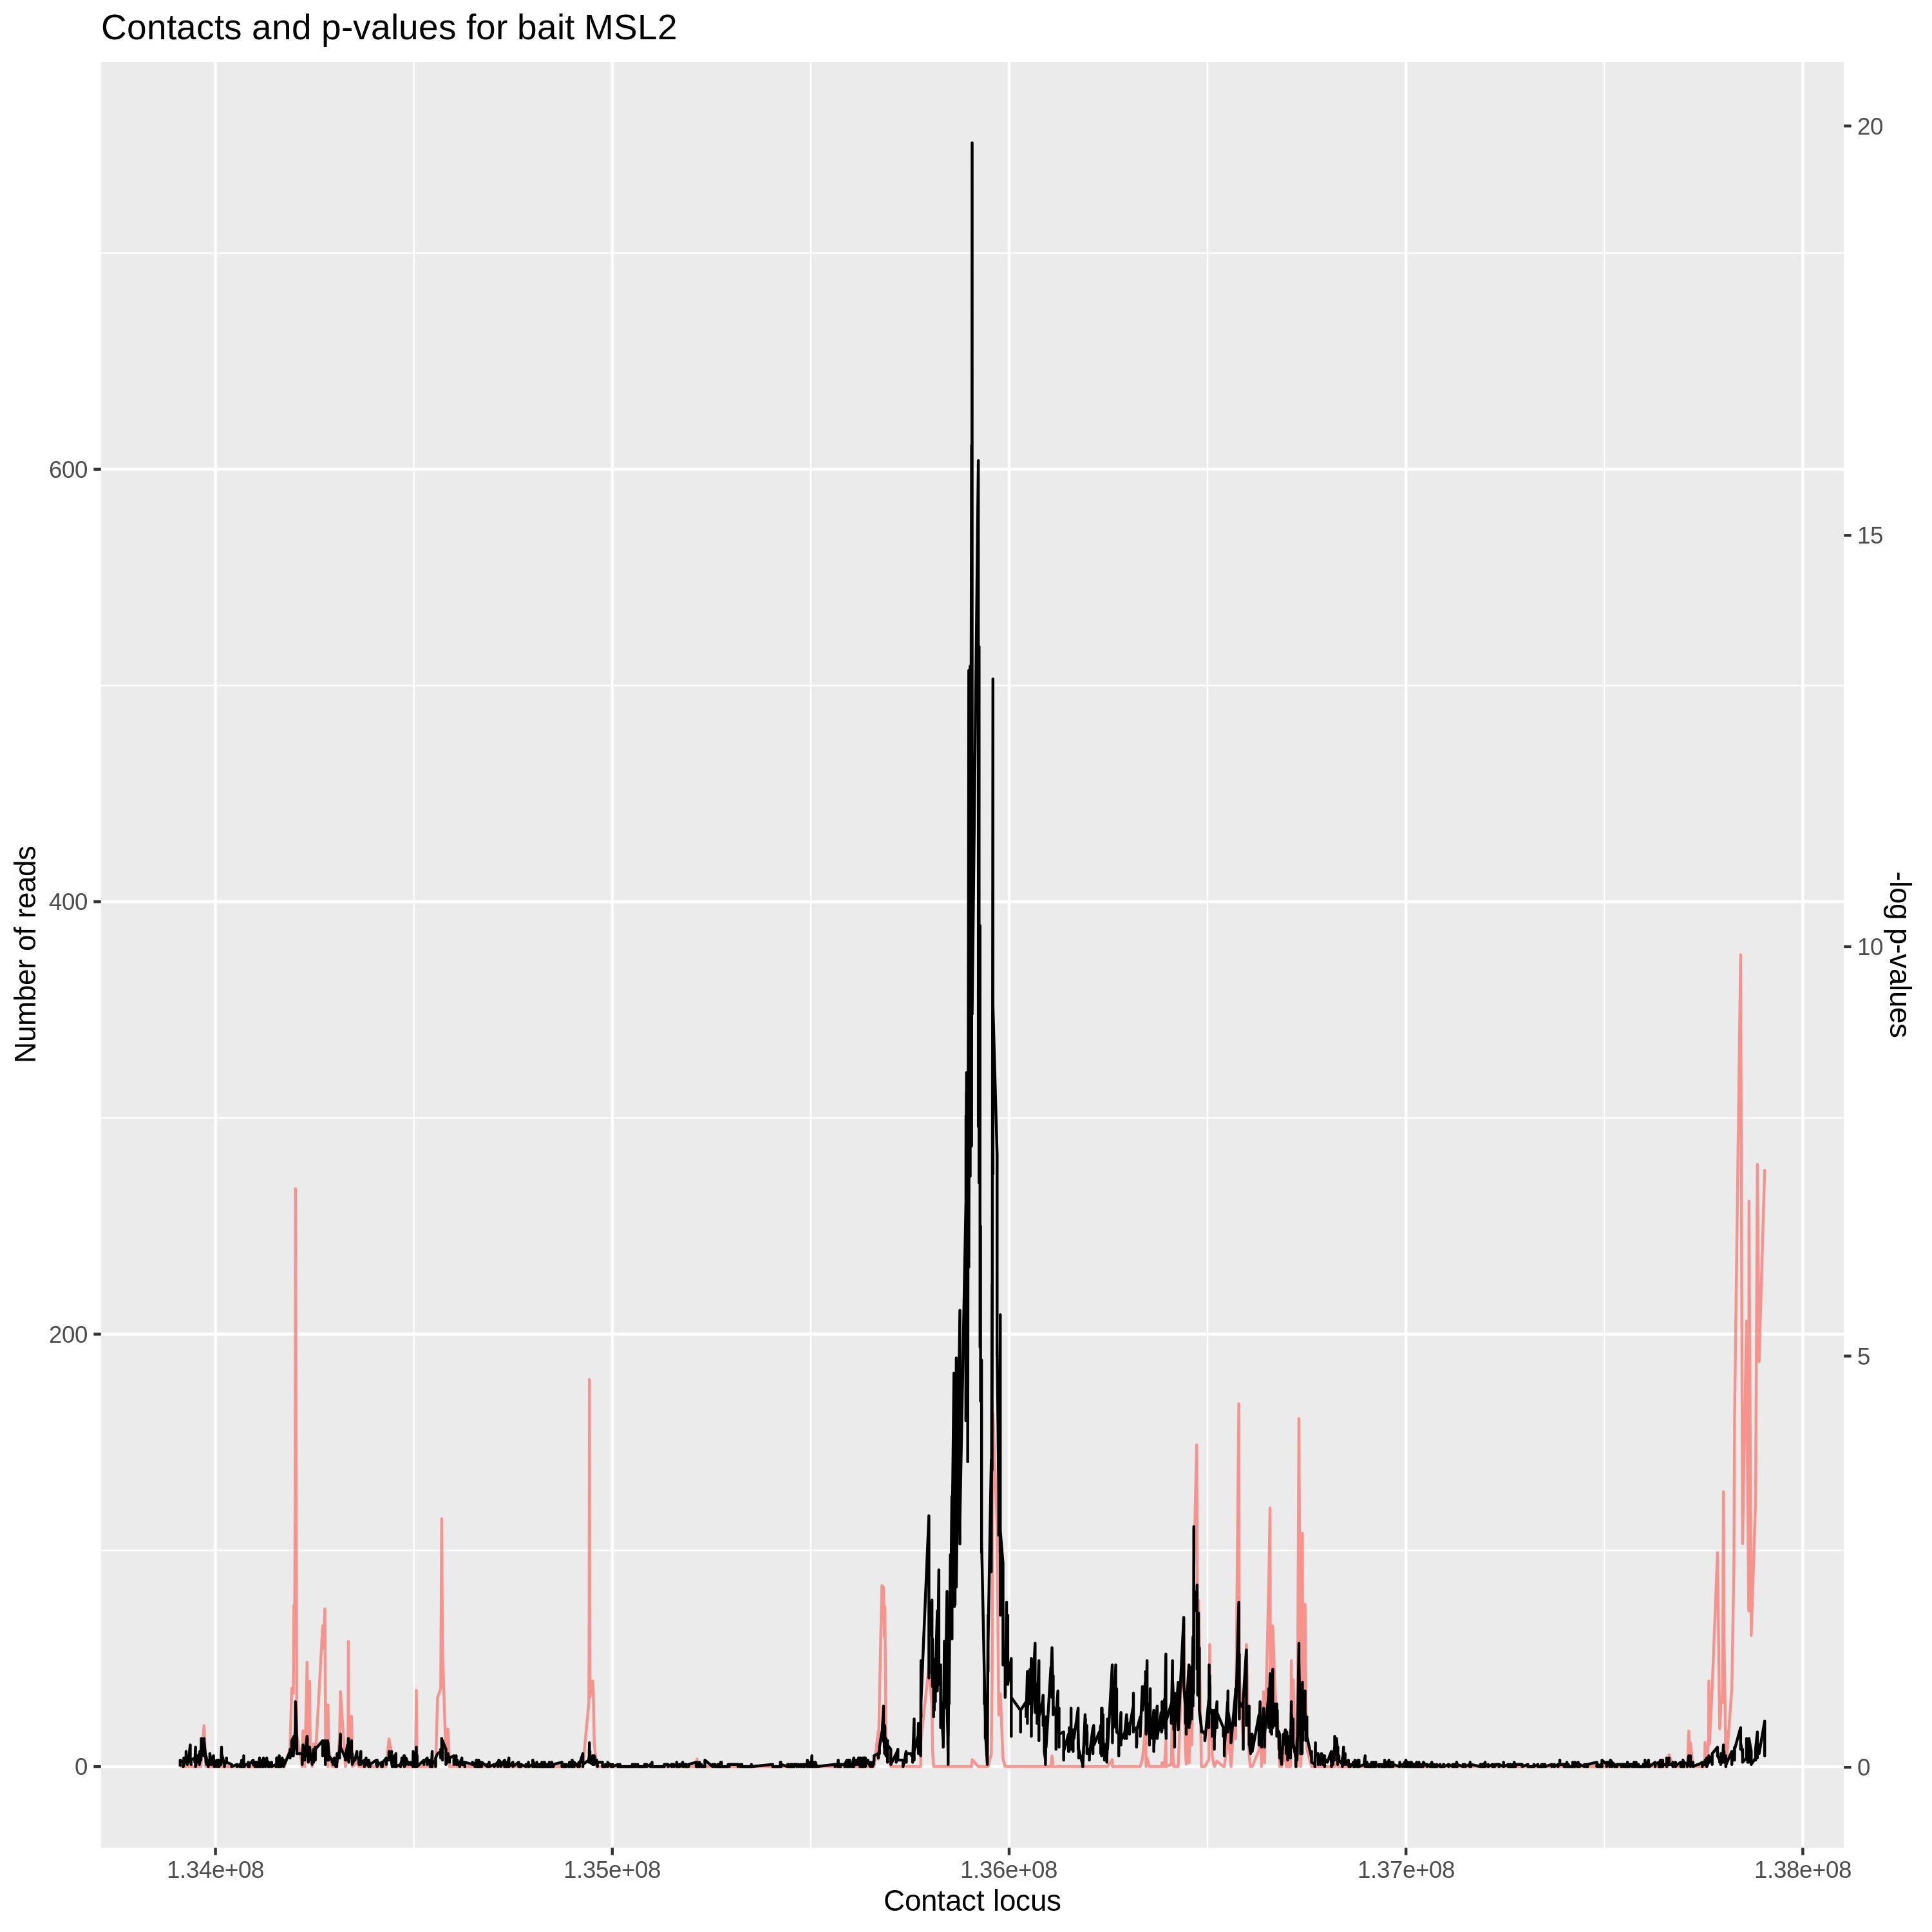 Contacts and p-values for bait MSL2
Number of reads
600
400
200
0
20
15
10
5
0
-log p-values
1.34e+08
1.35e+08
1.36e+08
1.37e+08
1.38e+08
Contact locus